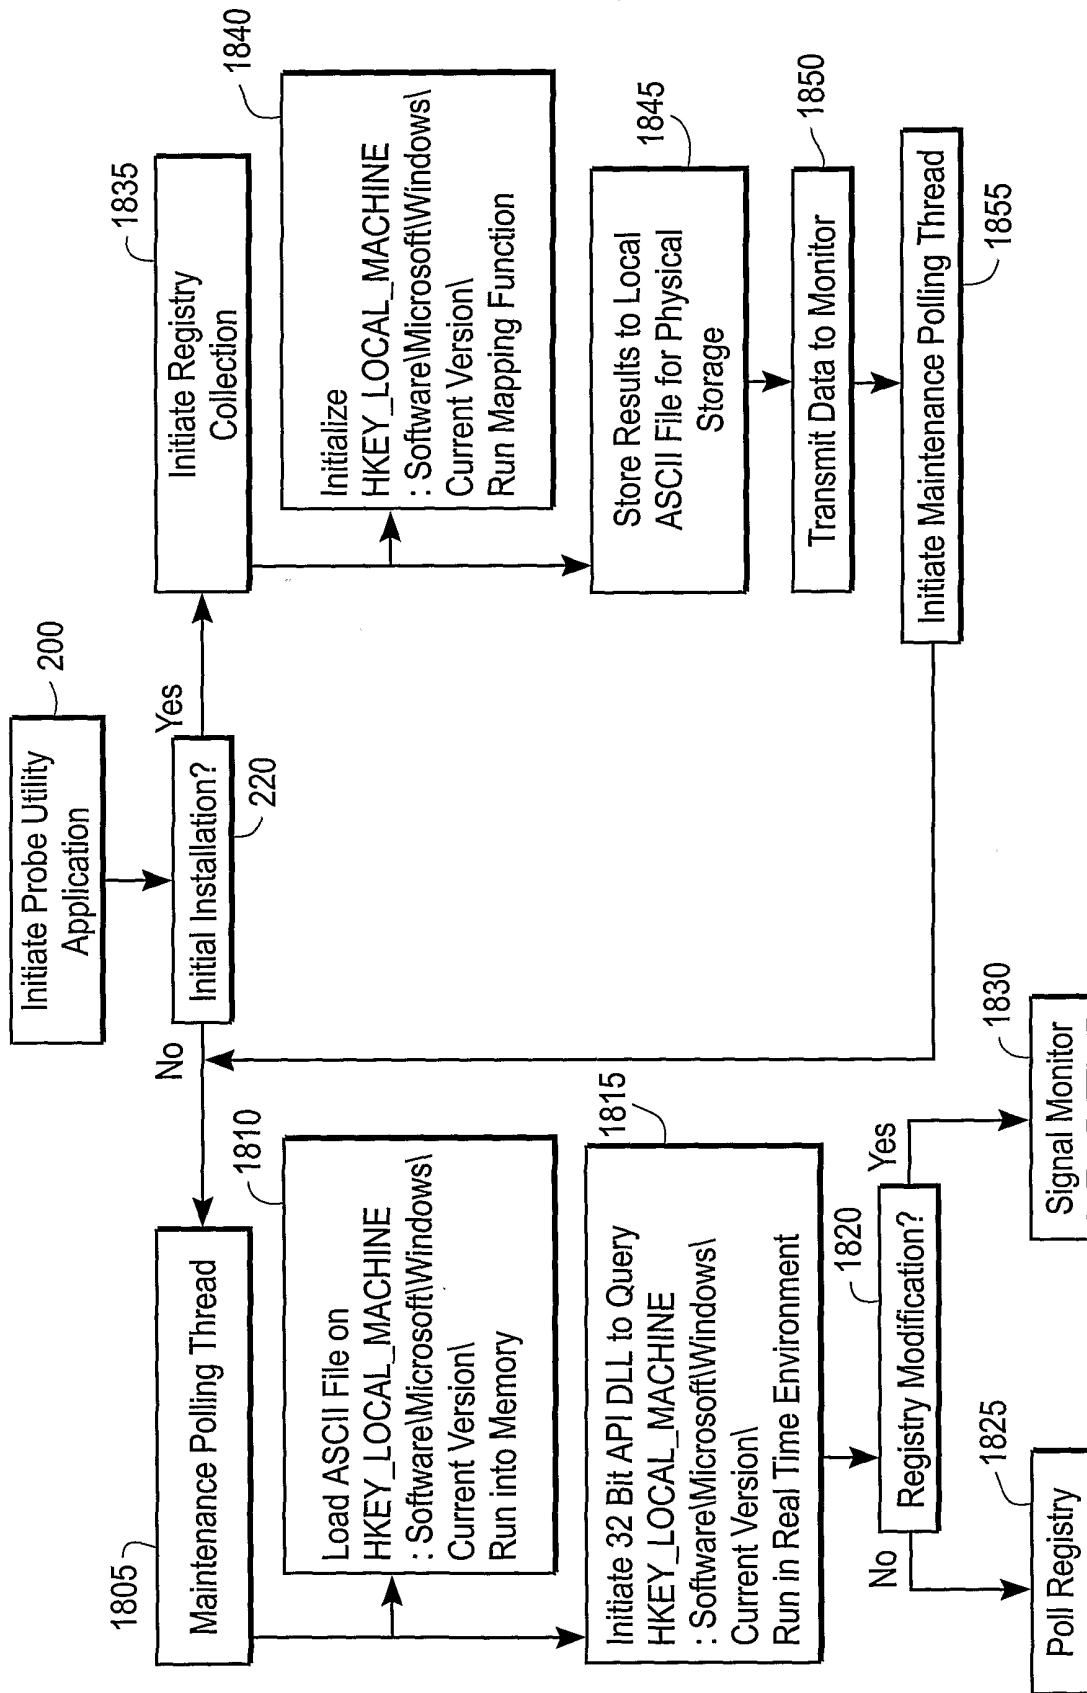 Initiate Probe Utility
Application
200
Initial Installation?
220
No
Yes
Maintenance Polling Thread
1805
Load ASCII File on
HKEY_LOCAL_MACHINE
: Software\Microsoft\Windows\
Current Version\
Run into Memory
1810
Initiate 32 Bit API DLL to Query
HKEY_LOCAL_MACHINE
: Software\Microsoft\Windows\
Current Version\
Run in Real Time Environment
1815
Registry Modification?
1820
No
Yes
Poll Registry
1825
Signal Monitor
1830
Initiate Registry
Collection
1835
Initialize
HKEY_LOCAL_MACHINE
: Software\Microsoft\Windows\
Current Version\
Run Mapping Function
1840
Store Results to Local
ASCII File for Physical
Storage
1845
Transmit Data to Monitor
1850
Initiate Maintenance Polling Thread
1855